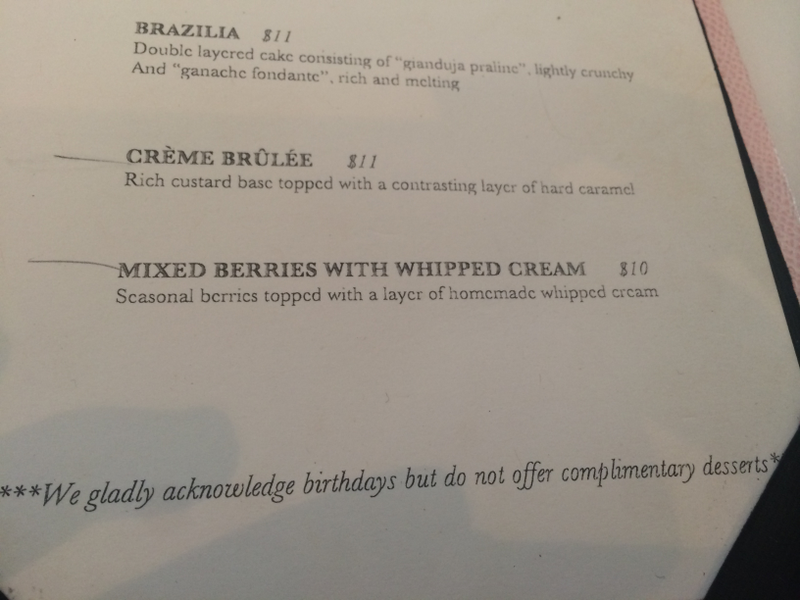 BRAZILIA $11
Double layered cake consisting of "gianduja praline", lightly crunchy
And "ganache fondante", rich and melting
CRÈME BRÛLÉE $11
Rich custard base topped with a contrasting layer of hard caramel
MIXED BERRIES WITH WHIPPED CREAM $10
Seasonal berries topped with a layer of homemade whipped cream
***We gladly acknowledge birthdays but do not offer complimentary desserts*